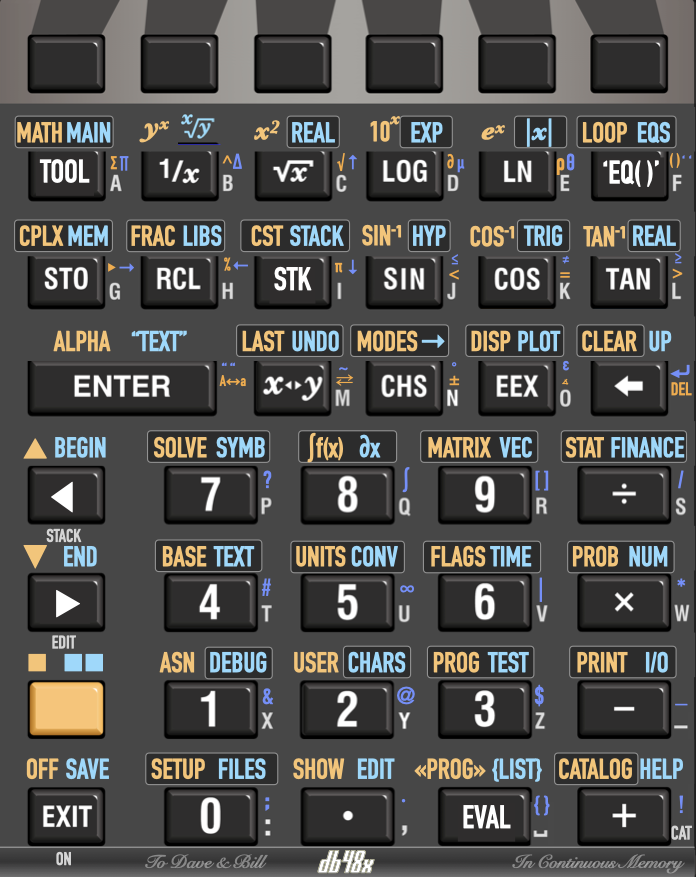 MATH MAIN yˣ ˣ√y x² REAL 10ˣ EXP eˣ |x| LOOP EQS
TOOL Σ Π A 1/x ^ Δ B √x √ ↑ C LOG ∂ μ D LN ρ θ E 'EQ()' () ·· F
CPLX MEM FRAC LIBS CST STACK SIN⁻¹ HYP COS⁻¹ TRIG TAN⁻¹ REAL
STO ▶ → G RCL % ← H STK π ↓ I SIN ≤ < J COS ≠ = K TAN ≥ > L
ALPHA "TEXT" LAST UNDO MODES → DISP PLOT CLEAR UP
ENTER " " A↔a x↔y ~ ⇄ M CHS ° ± N EEX ε ∡ O ← ↵ DEL
▲ BEGIN SOLVE SYMB ∫f(x) ∂x MATRIX VEC STAT FINANCE
◀ 7 ? P 8 ∫ Q 9 [ ] R ÷ / S
STACK
▼ END BASE TEXT UNITS CONV FLAGS TIME PROB NUM
▶ 4 # T 5 ∞ U 6 | V × * W
EDIT
ASN DEBUG USER CHARS PROG TEST PRINT I/O
1 & X 2 @ Y 3 $ Z − _ _
OFF SAVE SETUP FILES SHOW EDIT «PROG» {LIST} CATALOG HELP
EXIT 0 ; : . · , EVAL {} ␣ + ! CAT
ON To Dave & Bill db48x In Continuous Memory